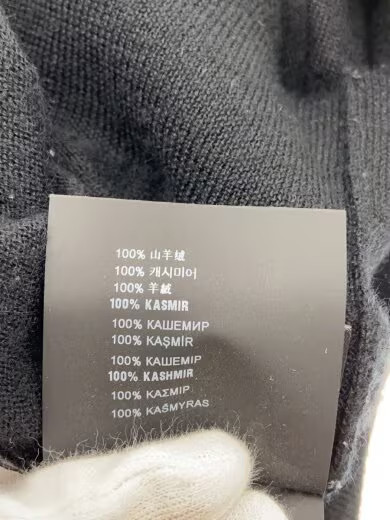 100% 山羊绒
100% 캐시미어
100% 羊絨
100% KASMIR
100% КАШЕМИР
100% KAŞMİR
100% КАШЕМІР
100% KASHMIR
100% ΚΑΣΜΙΡ
100% KAŠMYRAS